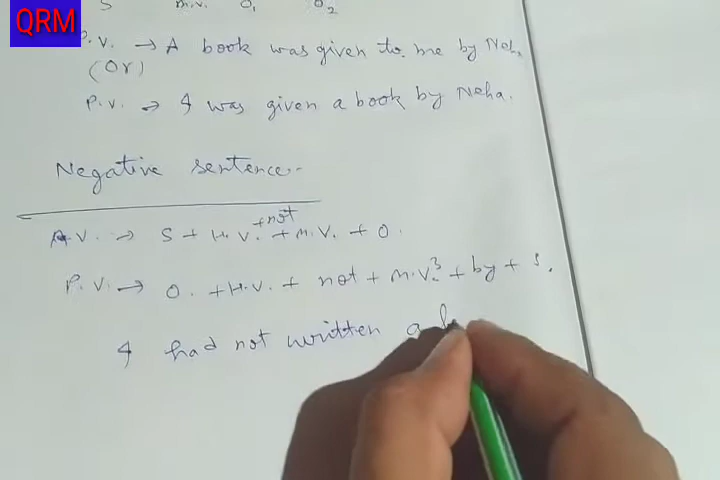 QRM
S m.v. O1 O2
P.V. → A book was given to me by Neha
(Or)
P.V. → I was given a book by Neha.
Negative sentence:-
+not
A.V. → S + H.V. + M.V. + O.
P.V. → O. + H.V. + not + M.V.3 + by + S.
I had not written a